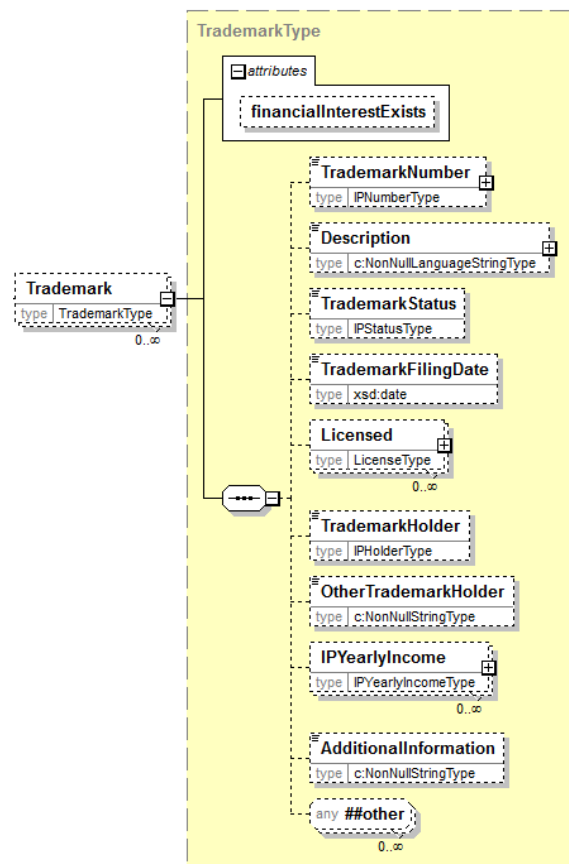 TrademarkType
attributes
financialInterestExists
TrademarkNumber
type IPNumberType
Description
type c:NonNullLanguageStringType
Trademark
type TrademarkType
0..∞
TrademarkStatus
type IPStatusType
TrademarkFilingDate
type xsd:date
Licensed
type LicenseType
0..∞
TrademarkHolder
type IPHolderType
OtherTrademarkHolder
type c:NonNullStringType
IPYearlyIncome
type IPYearlyIncomeType
0..∞
AdditionalInformation
type c:NonNullStringType
any ##other
0..∞